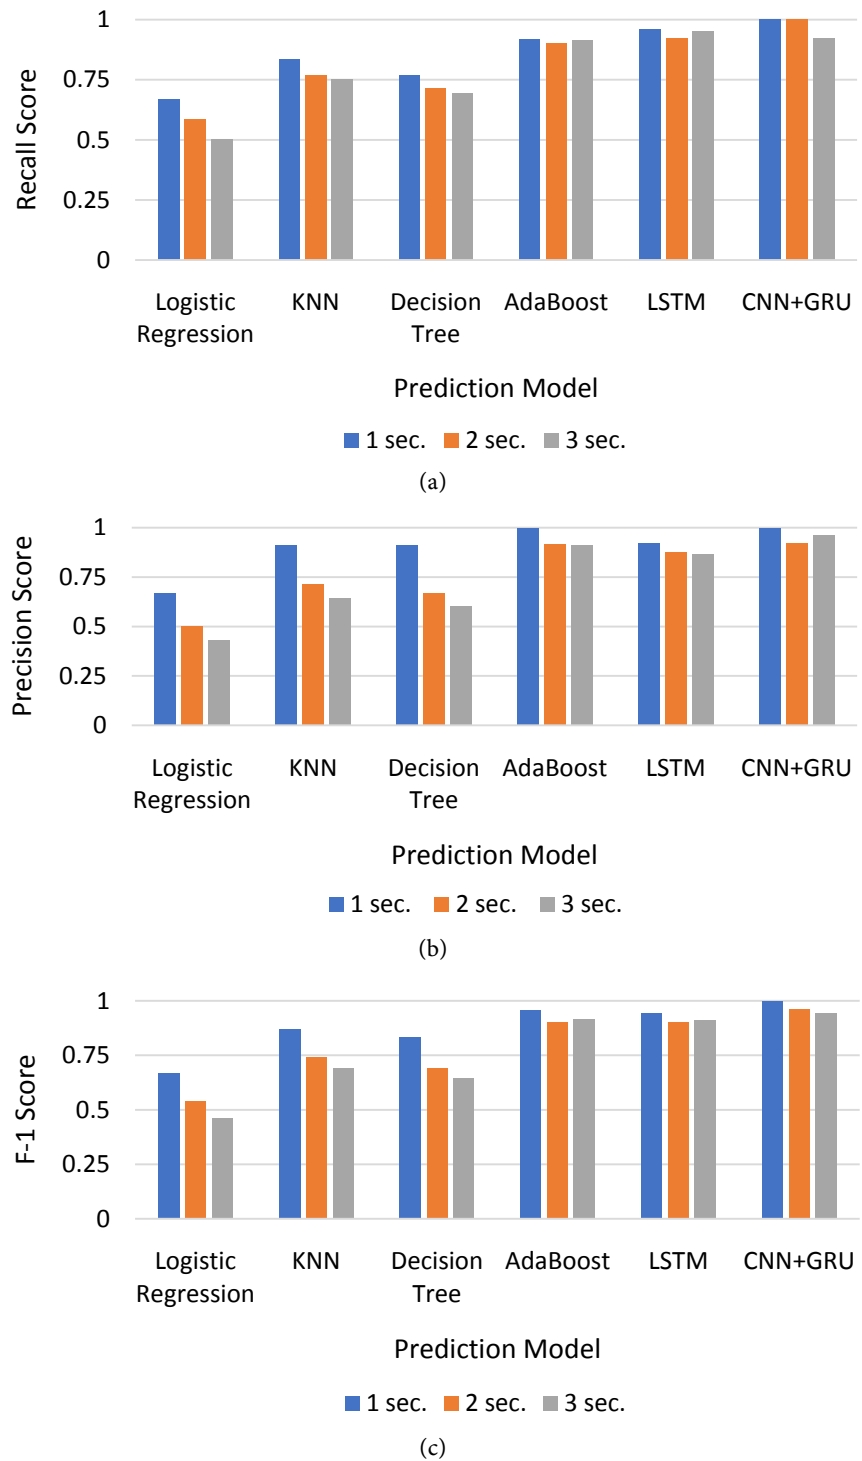 1
0.75
0.5
0.25
0
Recall Score
Logistic Regression
KNN
Decision Tree
AdaBoost
LSTM
CNN+GRU
Prediction Model
1 sec. 2 sec. 3 sec.
(a)
1
0.75
0.5
0.25
0
Precision Score
Logistic Regression
KNN
Decision Tree
AdaBoost
LSTM
CNN+GRU
Prediction Model
1 sec. 2 sec. 3 sec.
(b)
1
0.75
0.5
0.25
0
F-1 Score
Logistic Regression
KNN
Decision Tree
AdaBoost
LSTM
CNN+GRU
Prediction Model
1 sec. 2 sec. 3 sec.
(c)